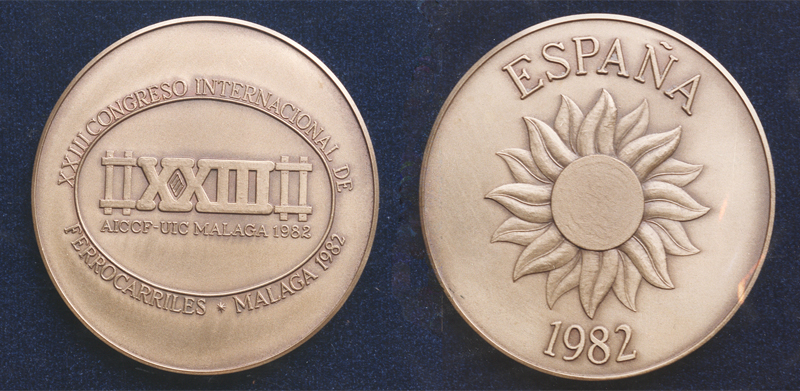 XXIII CONGRESO INTERNACIONAL DE
FERROCARRILES * MALAGA 1982
XXIII
AICCF-UIC MALAGA 1982
ESPAÑA
1982